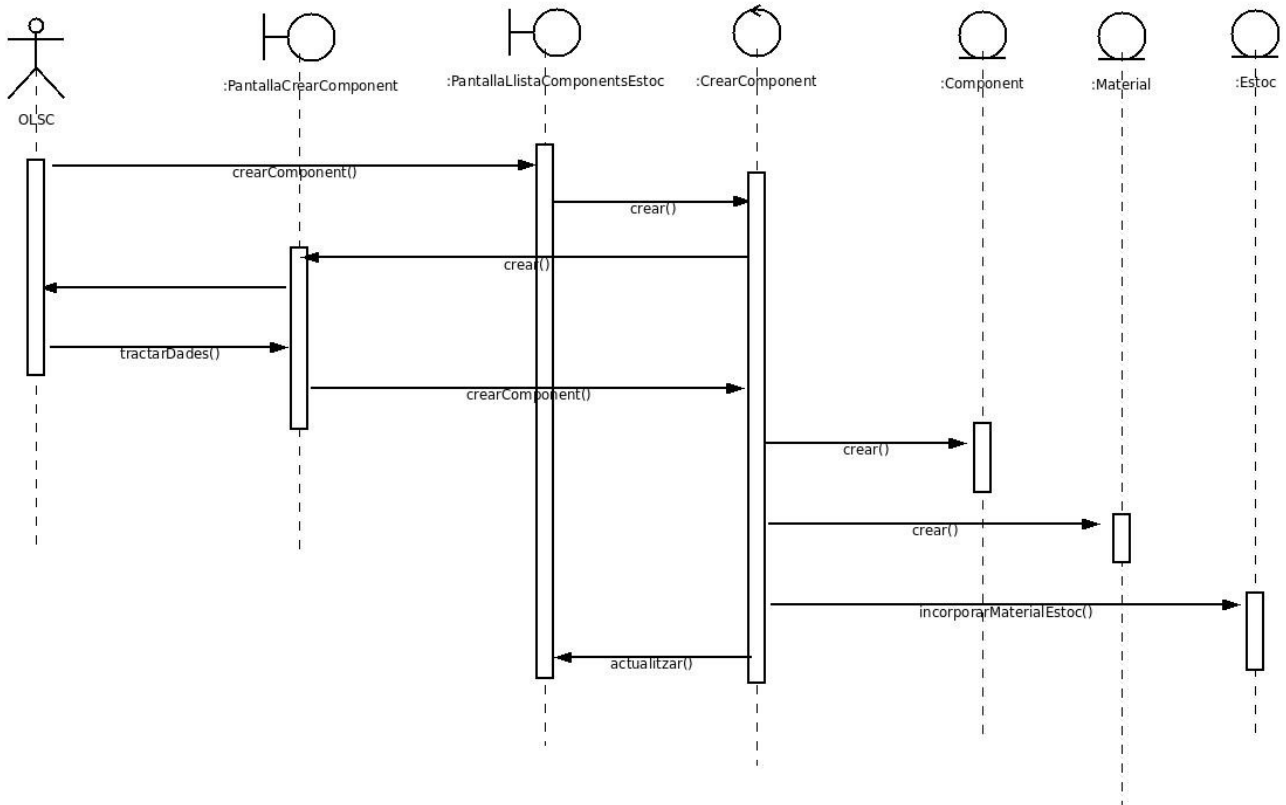 :PantallaCrearComponent
:PantallaLlistaComponentsEstoc
:CrearComponent
:Component
:Material
:Estoc
OLSC
crearComponent()
crear()
crear()
tractarDades()
crearComponent()
crear()
crear()
incorporarMaterialEstoc()
actualitzar()